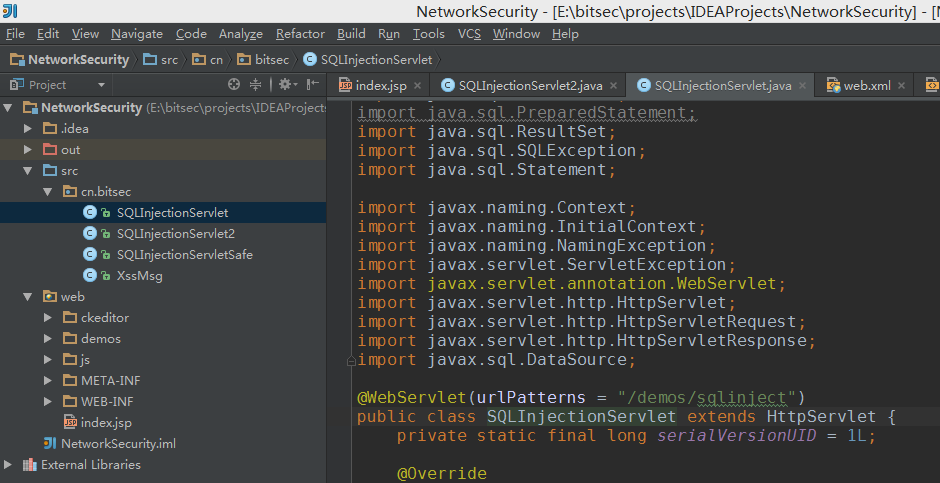 NetworkSecurity - [E:\bitsec\projects\IDEAProjects\NetworkSecurity] - [N
File Edit View Navigate Code Analyze Refactor Build Run Tools VCS Window Help
NetworkSecurity src cn bitsec SQLInjectionServlet
Project
index.jsp SQLInjectionServlet2.java SQLInjectionServlet.java web.xml
NetworkSecurity (E:\bitsec\projects\IDEAProjects
.idea
out
src
cn.bitsec
SQLInjectionServlet
SQLInjectionServlet2
SQLInjectionServletSafe
XssMsg
web
ckeditor
demos
js
META-INF
WEB-INF
index.jsp
NetworkSecurity.iml
External Libraries
import java.sql.PreparedStatement;
import java.sql.ResultSet;
import java.sql.SQLException;
import java.sql.Statement;
import javax.naming.Context;
import javax.naming.InitialContext;
import javax.naming.NamingException;
import javax.servlet.ServletException;
import javax.servlet.annotation.WebServlet;
import javax.servlet.http.HttpServlet;
import javax.servlet.http.HttpServletRequest;
import javax.servlet.http.HttpServletResponse;
import javax.sql.DataSource;
@WebServlet(urlPatterns = "/demos/sqlinject")
public class SQLInjectionServlet extends HttpServlet {
private static final long serialVersionUID = 1L;
@Override